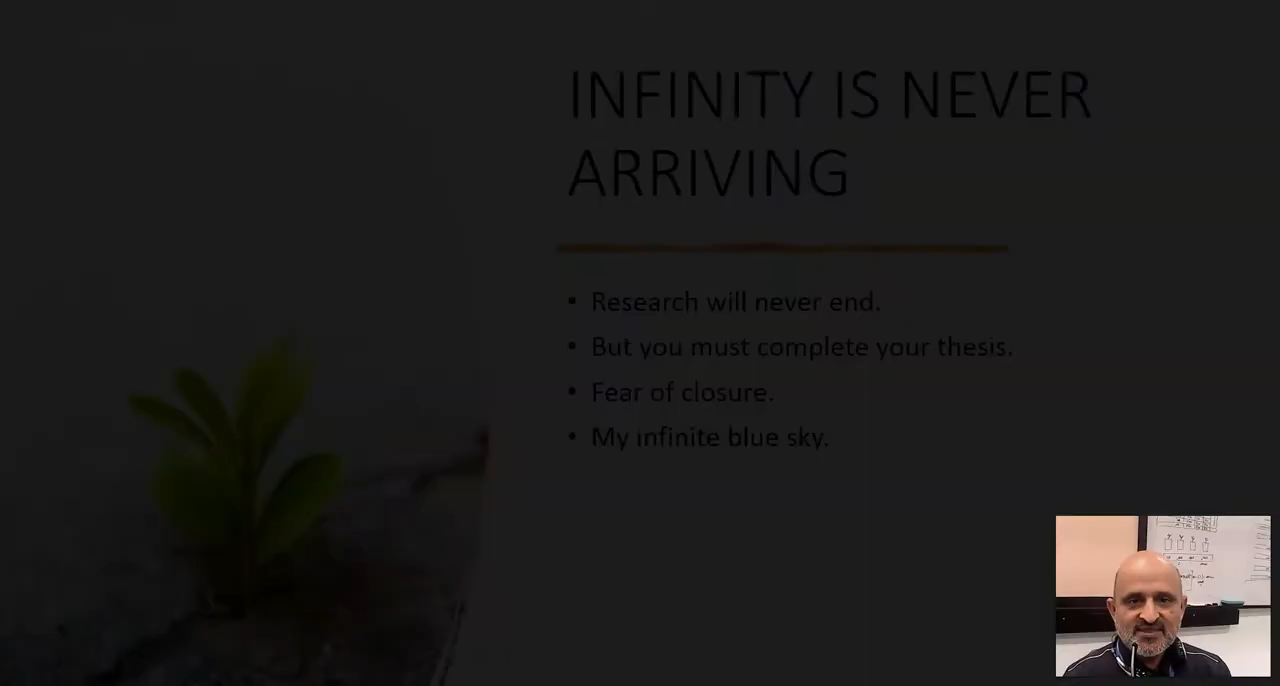 INFINITY IS NEVER
ARRIVING
• Research will never end.
• But you must complete your thesis.
• Fear of closure.
• My infinite blue sky.